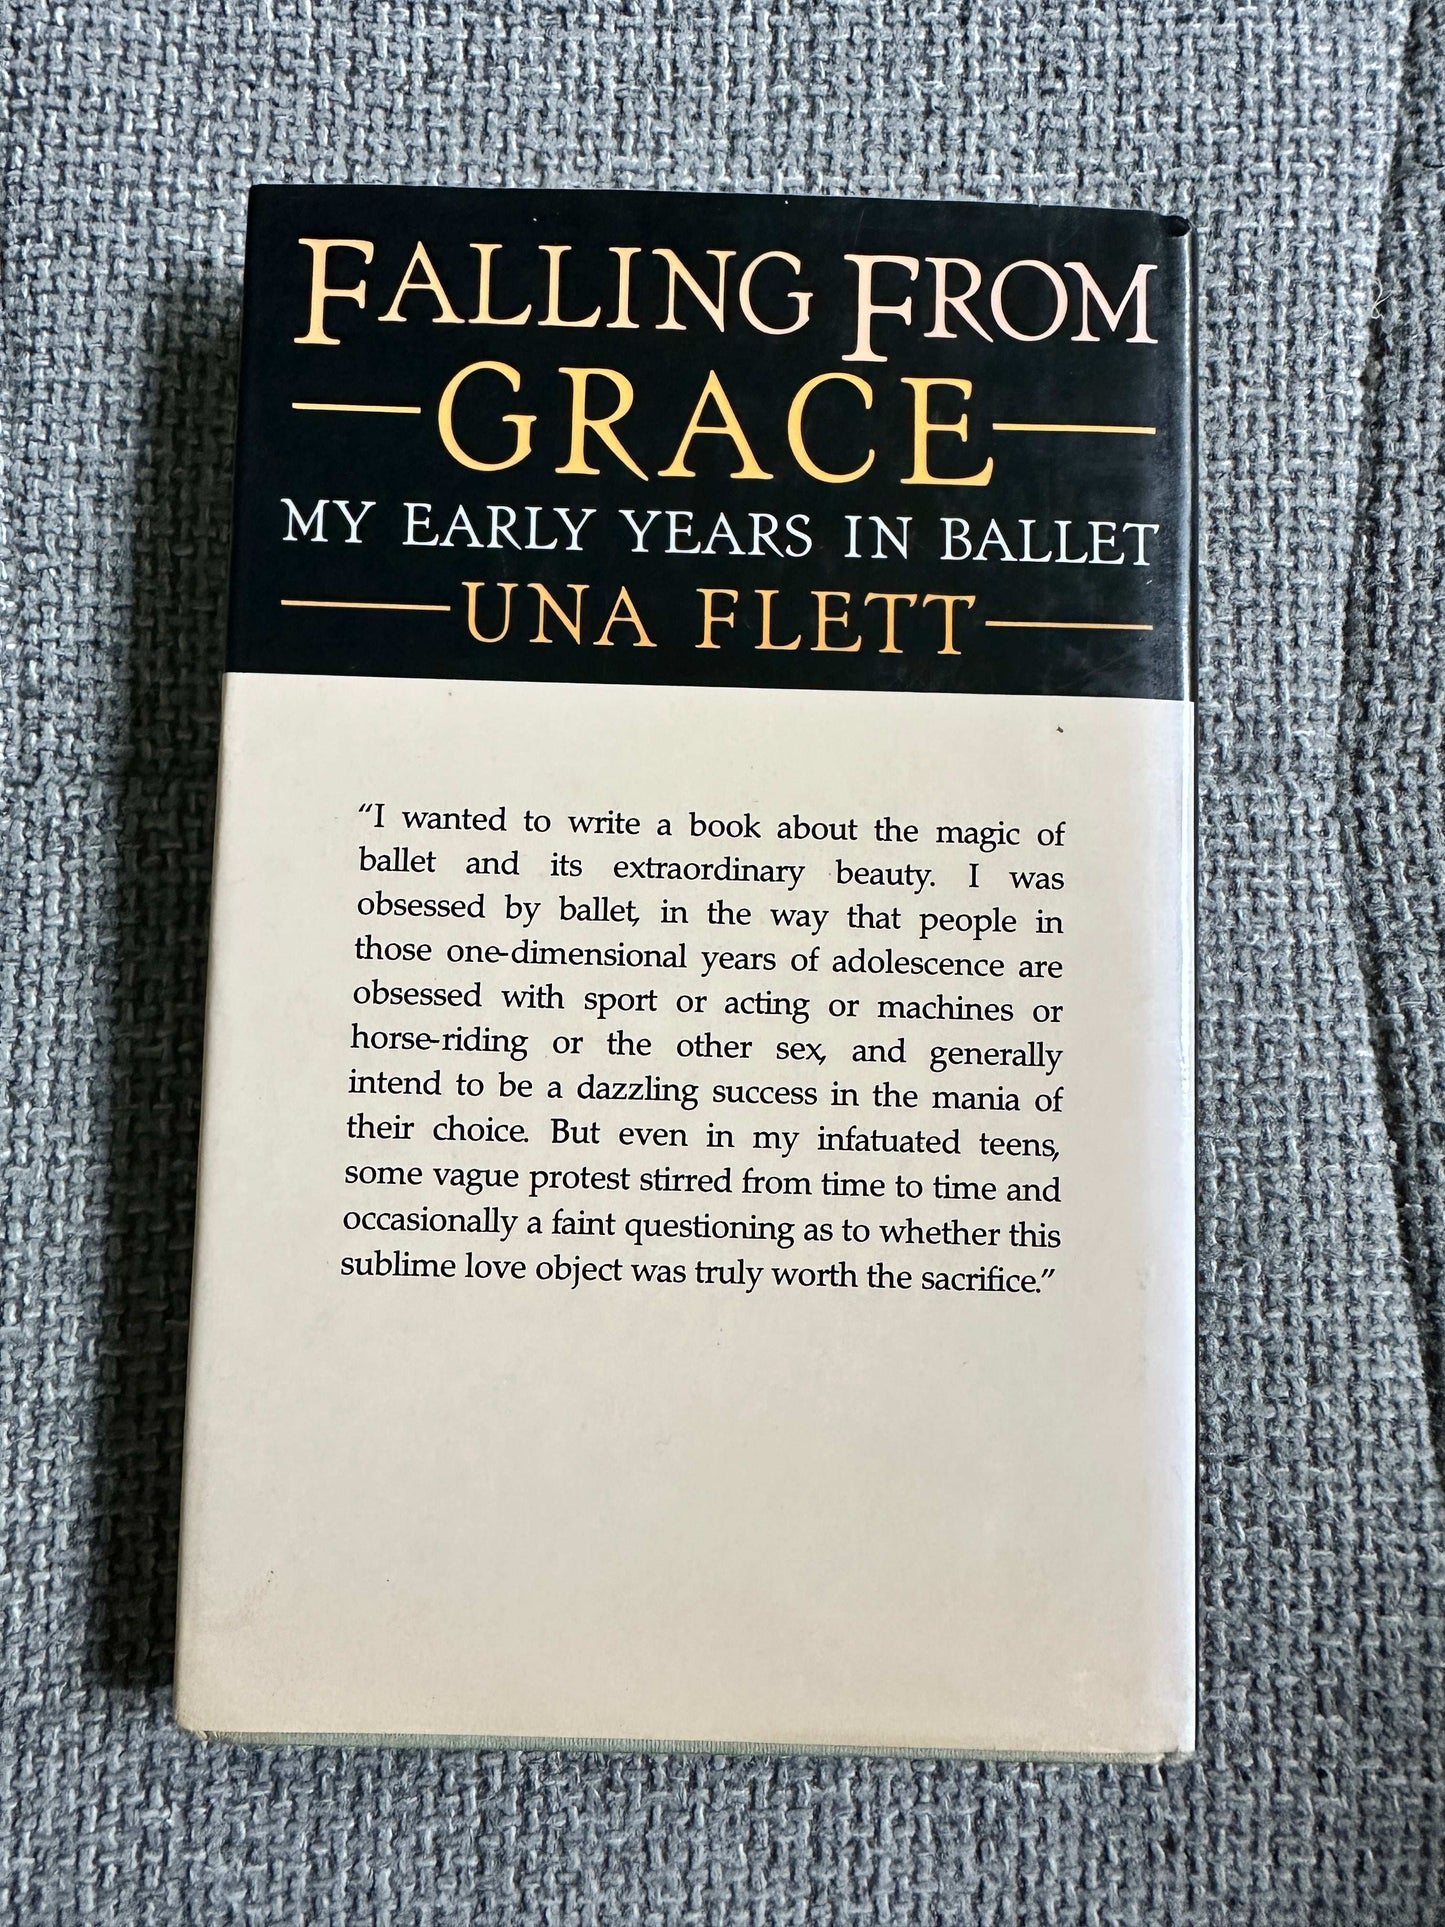 FALLING FROM
GRACE
MY EARLY YEARS IN BALLET
UNA FLETT
“I wanted to write a book about the magic of
ballet and its extraordinary beauty. I was
obsessed by ballet, in the way that people in
those one-dimensional years of adolescence are
obsessed with sport or acting or machines or
horse-riding or the other sex, and generally
intend to be a dazzling success in the mania of
their choice. But even in my infatuated teens,
some vague protest stirred from time to time and
occasionally a faint questioning as to whether this
sublime love object was truly worth the sacrifice.”